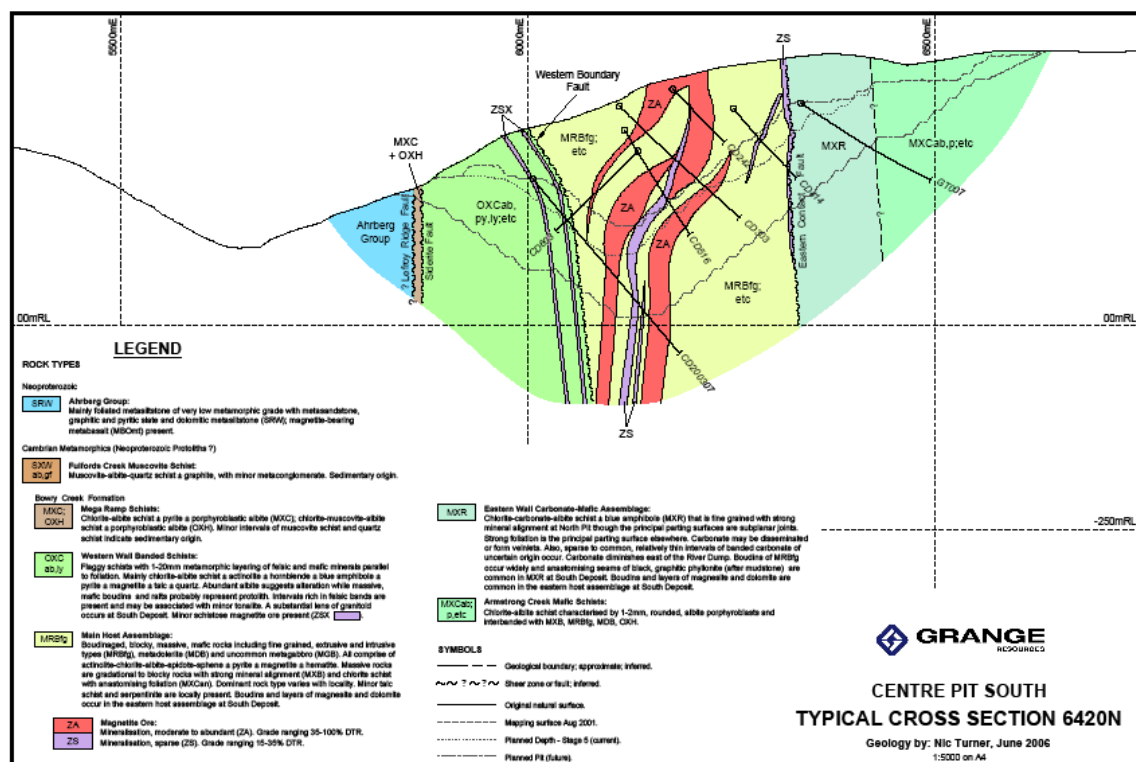 5500mE
6000mE
6500mE
ZS
Western Boundary
Fault
ZSX
MXC
+ OXH
ZA
MRBfg;
etc
MXR
MXCab,p;etc
CD242
CD414
GT007
OXCab,
py,ly;etc
Ahrberg
Group
? Lefroy Ridge Fault
Siderite Fault
ZA
ZA
Eastern Contact Fault
CD516
MRBfg;
etc
?
?
?
00mRL
00mRL
CD200307
ZS
-250mRL
LEGEND
ROCK TYPES
Neoproterozoic
SRW
Ahrberg Group:
Mainly foliated metasiltstone of very low metamorphic grade with metasandstone,
graphitic and pyritic slate and dolomitic metasiltstone (SRW); magnetite-bearing
metabasalt (MBOmt) present.
Cambrian Metamorphics (Neoproterozoic Protoliths ?)
SXW
ab,gf
Fulfords Creek Muscovite Schist:
Muscovite-albite-quartz schist ± graphite, with minor metaconglomerate. Sedimentary origin.
Bowry Creek Formation
MXC;
OXH
Mega Ramp Schists:
Chlorite-albite schist ± pyrite ± porphyroblastic albite (MXC); chlorite-muscovite-albite
schist ± porphyroblastic albite (OXH). Minor intervals of muscovite schist and quartz
schist indicate sedimentary origin.
OXC
ab,ly
Western Wall Banded Schists:
Flaggy schists with 1-20mm metamorphic layering of felsic and mafic minerals parallel
to foliation. Mainly chlorite-albite schist ± actinolite ± hornblende ± blue amphibole ±
pyrite ± magnetite ± talc ± quartz. Abundant albite suggests alteration while massive,
mafic boudins and rafts probably represent protolith. Intervals rich in felsic bands are
present and may be associated with minor tonalite. A substantial lens of granitoid
occurs at South Deposit. Minor schistose magnetite ore present (ZSX ).
MRBfg
Main Host Assemblage:
Boudinaged, blocky, massive, mafic rocks including fine grained, extrusive and intrusive
types (MRBfg), metadolerite (MDB) and uncommon metagabbro (MGB). All comprise of
actinolite-chlorite-albite-epidote-sphene ± pyrite ± magnetite ± hematite. Massive rocks
are gradational to blocky rocks with strong mineral alignment (MXB) and chlorite schist
with anastomosing foliation (MXCan). Dominant rock type varies with locality. Minor talc
schist and serpentinite are locally present. Boudins and layers of magnesite and dolomite
occur in the eastern host assemblage at South Deposit.
ZA
ZS
Magnetite Ore:
Mineralisation, moderate to abundant (ZA). Grade ranging 35-100% DTR.
Mineralisation, sparse (ZS). Grade ranging 15-35% DTR.
MXR
Eastern Wall Carbonate-Mafic Assemblage:
Chlorite-carbonate-albite schist ± blue amphibole (MXR) that is fine grained with strong
mineral alignment at North Pit though the principal parting surfaces are subplanar joints.
Strong foliation is the principal parting surface elsewhere. Carbonate may be disseminated
or form veinlets. Also, sparse to common, relatively thin intervals of banded carbonate of
uncertain origin occur. Carbonate diminishes east of the River Dump. Boudins of MRBfg
occur widely and anastomosing seams of black, graphitic phyllonite (after mudstone) are
common in MXR at South Deposit. Boudins and layers of magnesite and dolomite are
common in the eastern host assemblage at South Deposit.
MXCab;
p,etc
Armstrong Creek Mafic Schists:
Chlorite-albite schist characterised by 1-2mm, rounded, albite porphyroblasts and
interbanded with MXB, MRBfg, MDB, OXH.
SYMBOLS
Geological boundary; approximate; inferred.
Shear zone or fault; inferred.
Original natural surface.
Mapping surface Aug 2001.
Planned Depth - Stage 5 (current).
Planned Pit (future).
GRANGE
RESOURCES
CENTRE PIT SOUTH
TYPICAL CROSS SECTION 6420N
Geology by: Nic Turner, June 2006
1:5000 on A4